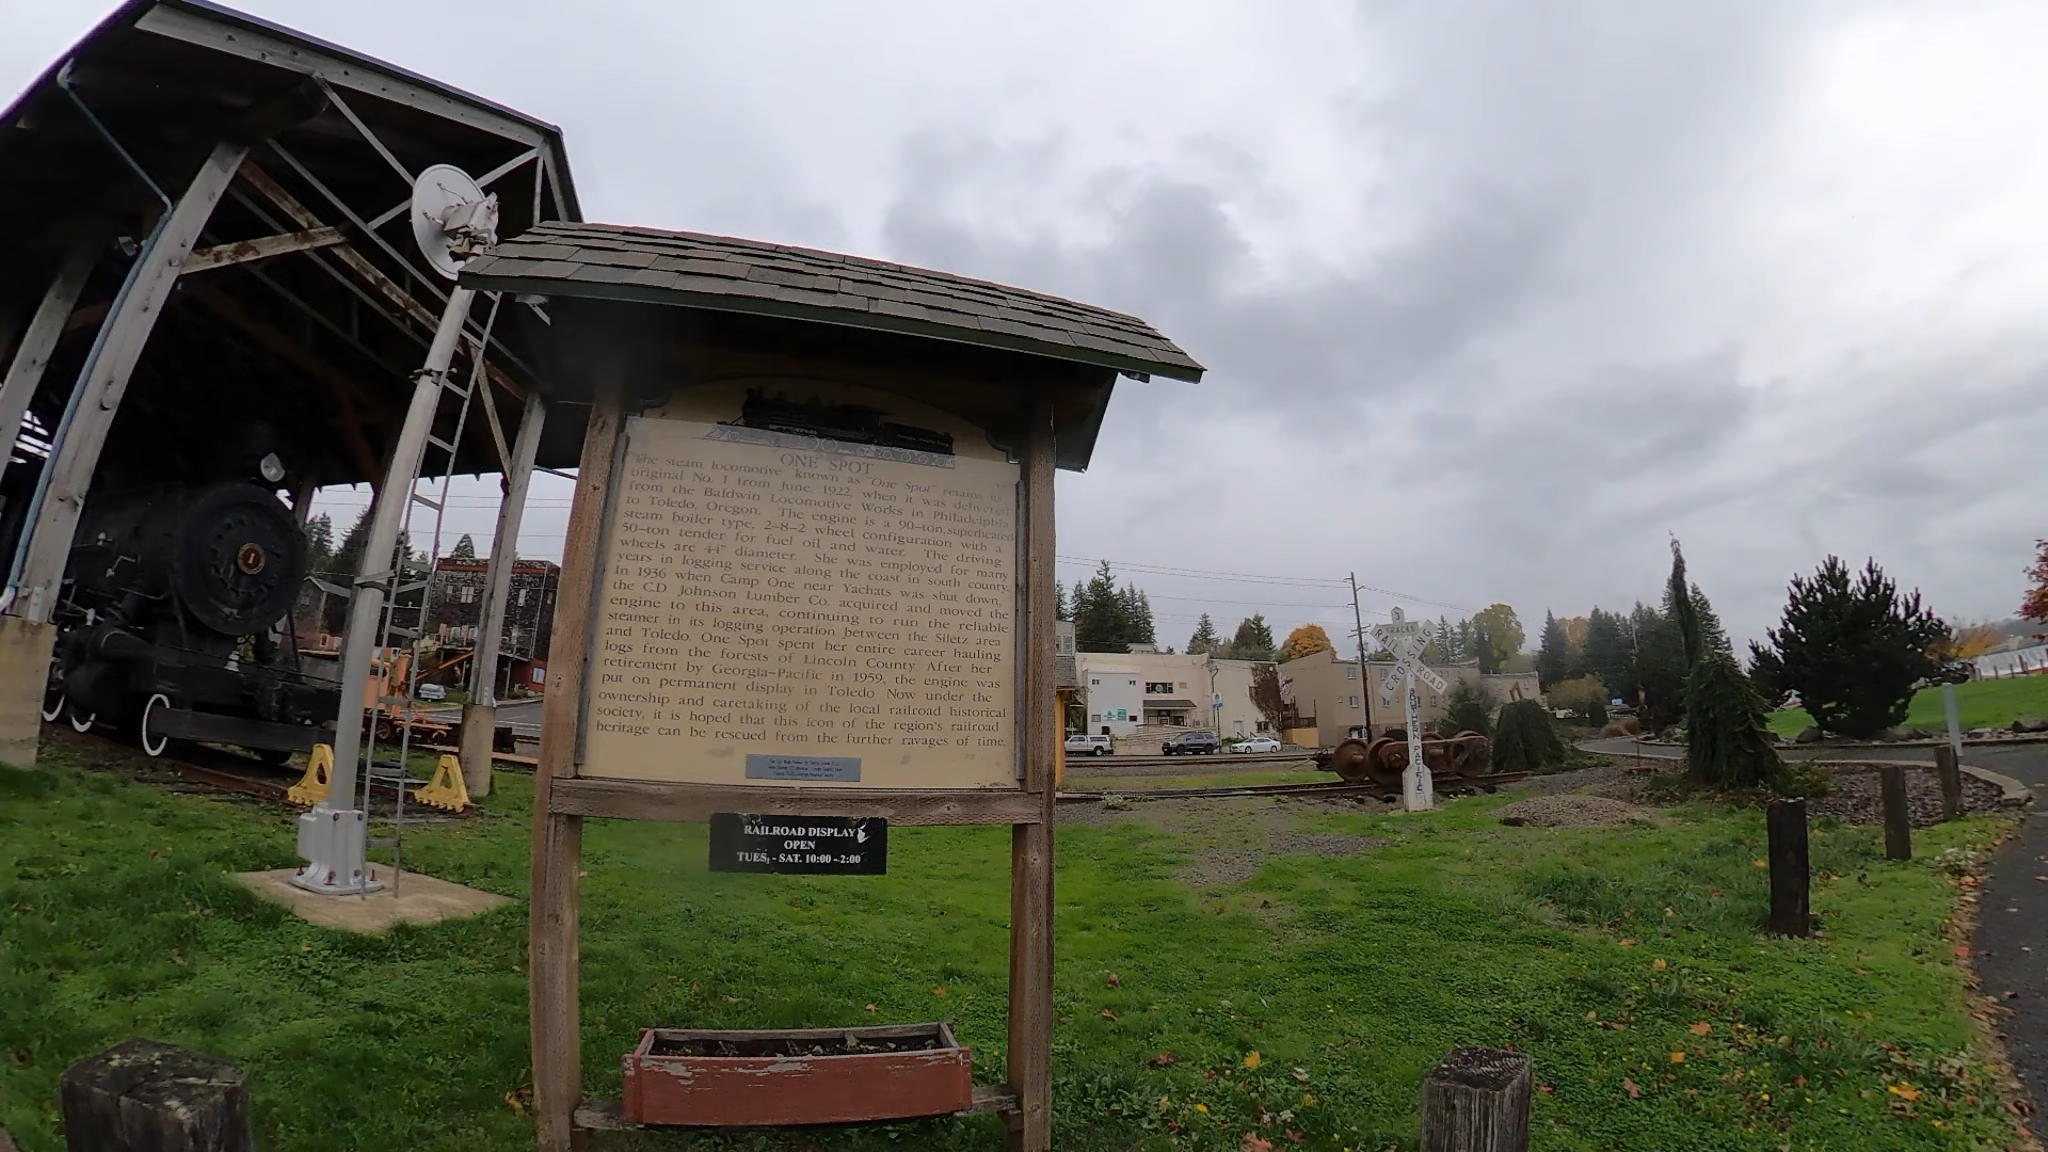 ONE SPOT
The steam locomotive known as "One Spot" retains its
original No. 1 from June, 1922, when it was delivered
from the Baldwin Locomotive Works in Philadelphia
to Toledo, Oregon. The engine is a 90-ton, superheated
steam boiler type, 2-8-2 wheel configuration with a
50-ton tender for fuel oil and water. The driving
wheels are 44" diameter. She was employed for many
years in logging service along the coast in south county.
In 1936 when Camp One near Yachats was shut down,
the C.D. Johnson Lumber Co. acquired and moved the
engine to this area, continuing to run the reliable
steamer in its logging operation between the Siletz area
and Toledo. One Spot spent her entire career hauling
logs from the forests of Lincoln County. After her
retirement by Georgia-Pacific in 1959, the engine was
put on permanent display in Toledo. Now under the
ownership and caretaking of the local railroad historical
society, it is hoped that this icon of the region's railroad
heritage can be rescued from the further ravages of time.
RAILROAD DISPLAY
OPEN
TUES, - SAT. 10:00 - 2:00
1
3
TRACKS
RAILROAD
CROSSING
SOUTHERN PACIFIC